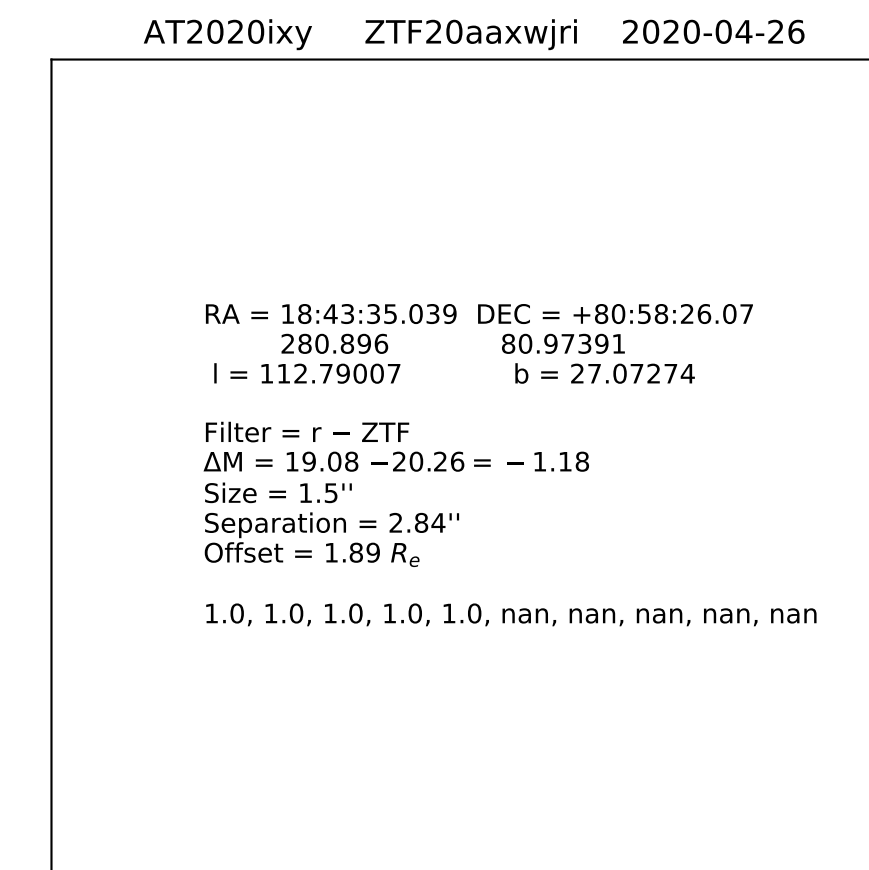 AT2020ixy ZTF20aaxwjri 2020-04-26
RA = 18:43:35.039 DEC = +80:58:26.07
280.896 80.97391
l = 112.79007 b = 27.07274
Filter = r − ZTF
ΔM = 19.08 −20.26 = − 1.18
Size = 1.5''
Separation = 2.84''
Offset = 1.89 Rₑ
1.0, 1.0, 1.0, 1.0, 1.0, nan, nan, nan, nan, nan